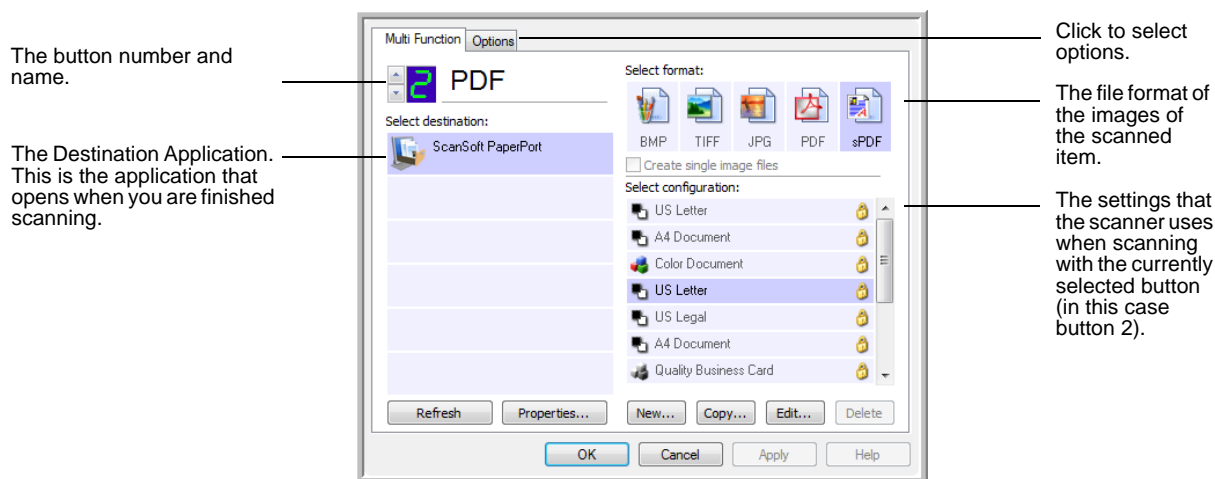 The button number and
name.
The Destination Application.
This is the application that
opens when you are finished
scanning.
Multi Function
Options
2
PDF
Select destination:
ScanSoft PaperPort
Refresh
Properties...
Select format:
BMP
TIFF
JPG
PDF
sPDF
Create single image files
Select configuration:
US Letter
A4 Document
Color Document
US Letter
US Legal
A4 Document
Quality Business Card
New...
Copy...
Edit...
Delete
OK
Cancel
Apply
Help
Click to select
options.
The file format of
the images of
the scanned
item.
The settings that
the scanner uses
when scanning
with the currently
selected button
(in this case
button 2).